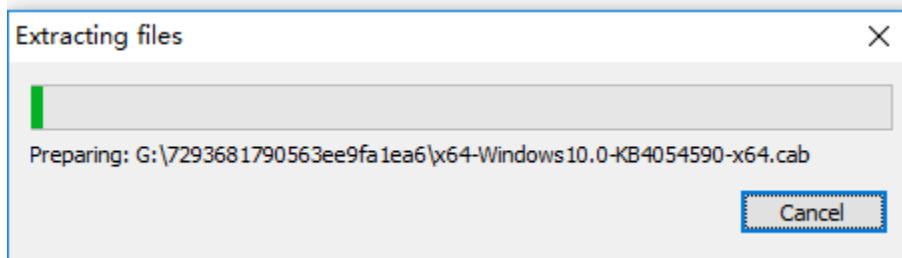 Extracting files
Preparing: G:\7293681790563ee9fa1ea6\x64-Windows10.0-KB4054590-x64.cab
Cancel